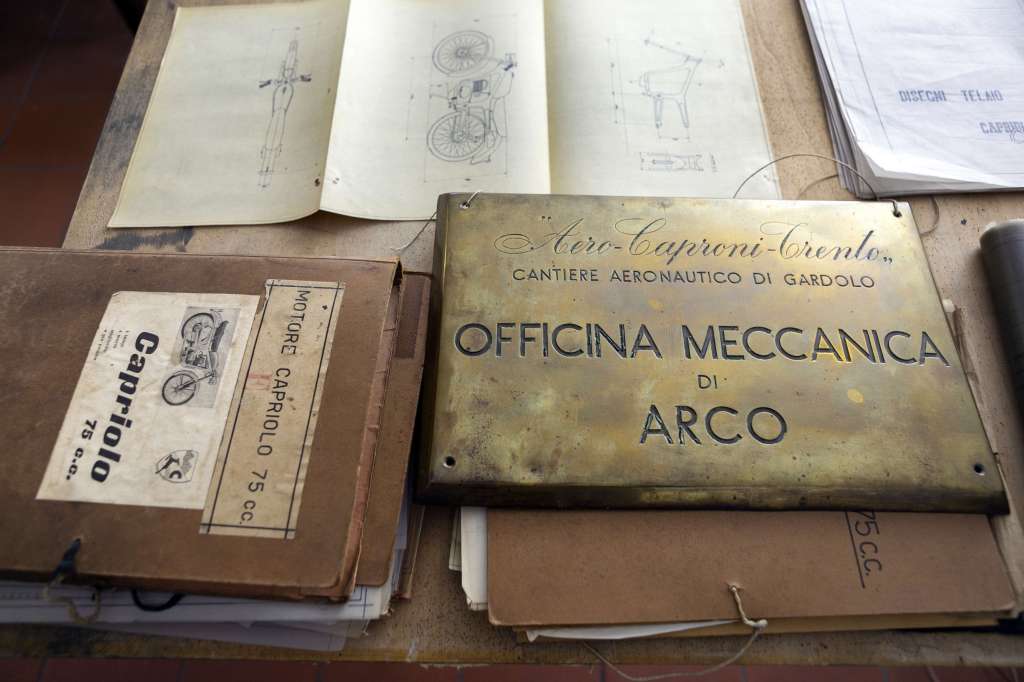 DISEGNI TELAIO
"Aero-Caproni-Trento„
CANTIERE AERONAUTICO DI GARDOLO
OFFICINA MECCANICA
DI
ARCO
MOTORE CAPRIOLO 75 CC.
Capriolo
75 c.c.
C
75 C.C.